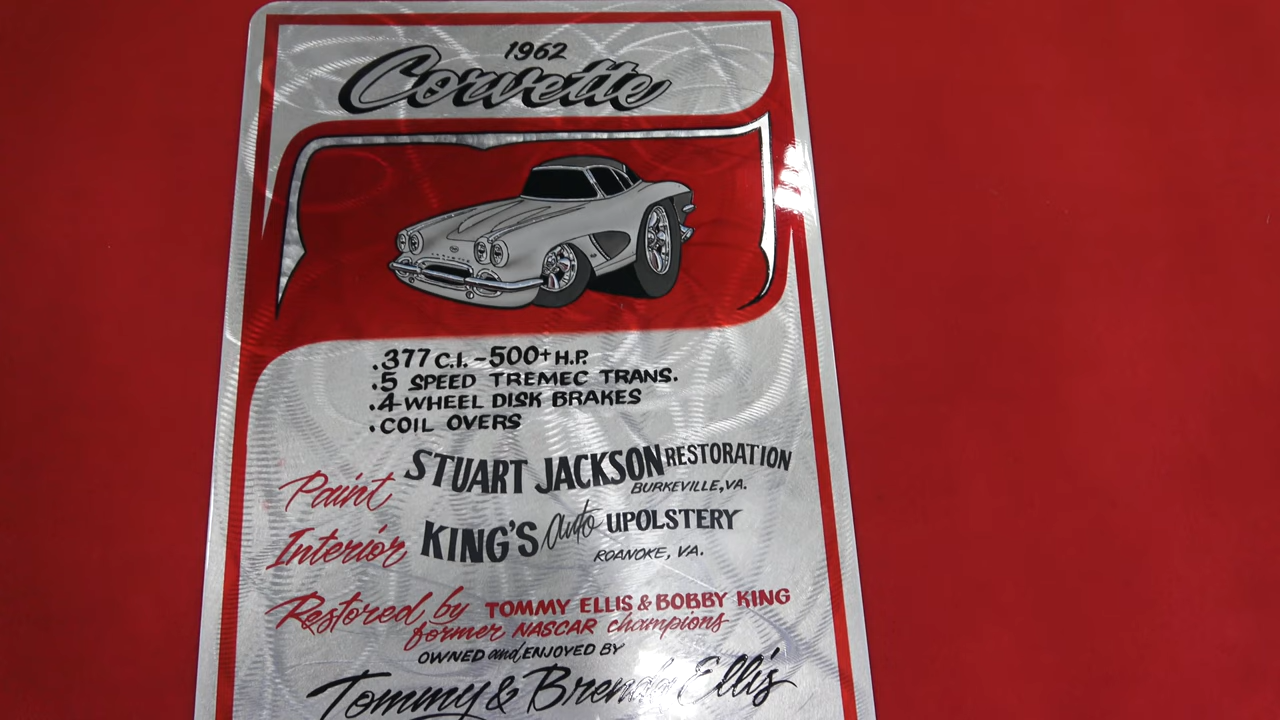 1962
Corvette
.377 C.I. - 500+ H.P.
.5 SPEED TREMEC TRANS.
.4-WHEEL DISK BRAKES
.COIL OVERS
Paint STUART JACKSON RESTORATION
BURKEVILLE, VA.
Interior KING'S auto UPOLSTERY
ROANOKE, VA.
Restored by TOMMY ELLIS & BOBBY KING
former NASCAR champions
OWNED and ENJOYED BY
Tommy & Brenda Ellis